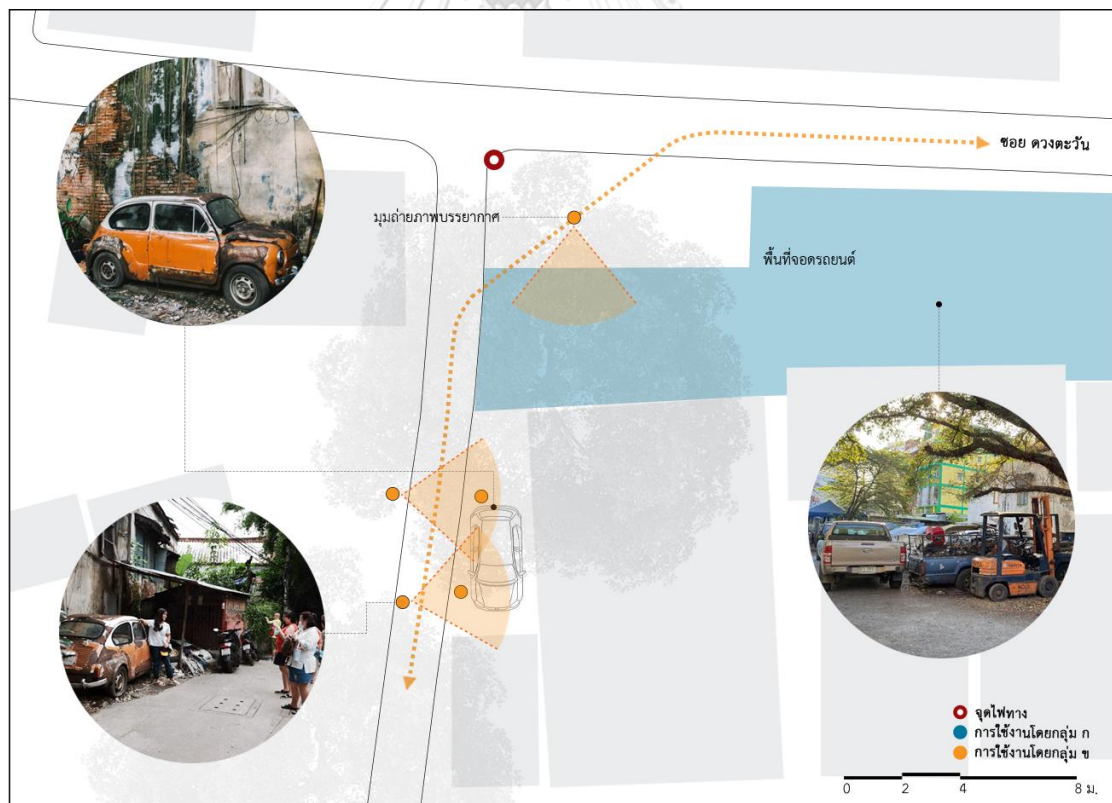 ซอย ดวงตะวัน
มุมถ่ายภาพบรรยากาศ
พื้นที่จอดรถยนต์
จุดไฟทาง
การใช้งานโดยกลุ่ม ก
การใช้งานโดยกลุ่ม ข
0 2 4 8 ม.